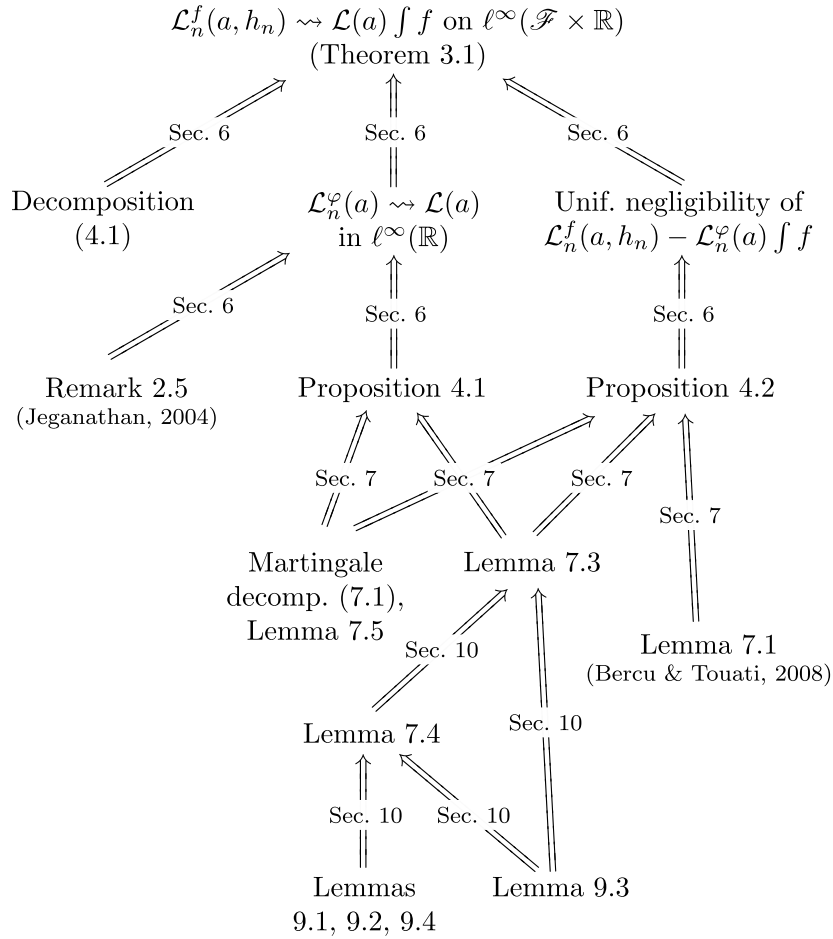 𝓛ₙᶠ(a, hₙ) ⇝ 𝓛(a) ∫ f on ℓ^∞(ℱ × ℝ)
(Theorem 3.1)
Sec. 6 Sec. 6 Sec. 6
Decomposition
(4.1)
𝓛ₙ^φ(a) ⇝ 𝓛(a)
in ℓ^∞(ℝ)
Unif. negligibility of
𝓛ₙᶠ(a, hₙ) − 𝓛ₙ^φ(a) ∫ f
Sec. 6 Sec. 6 Sec. 6
Remark 2.5
(Jeganathan, 2004)
Proposition 4.1
Proposition 4.2
Sec. 7 Sec. 7 Sec. 7
Sec. 7
Martingale
decomp. (7.1),
Lemma 7.5
Lemma 7.3
Lemma 7.1
(Bercu & Touati, 2008)
Sec. 10
Sec. 10
Lemma 7.4
Sec. 10 Sec. 10
Lemmas
9.1, 9.2, 9.4
Lemma 9.3